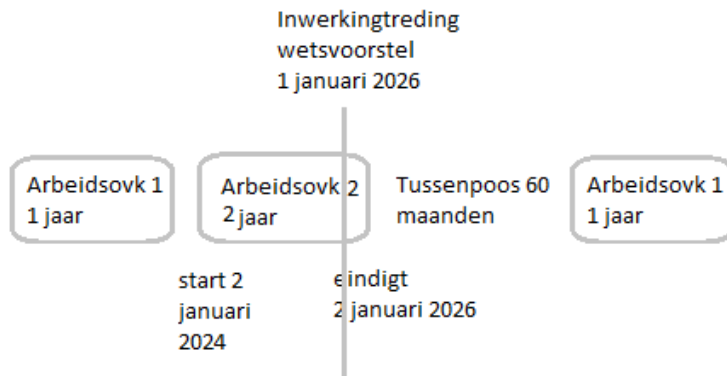 Inwerkingtreding
wetsvoorstel
1 januari 2026
Arbeidsovk 1
1 jaar
Arbeidsovk 2
2 jaar
Tussenpoos 60
maanden
Arbeidsovk 1
1 jaar
start 2
januari
2024
eindigt
2 januari 2026